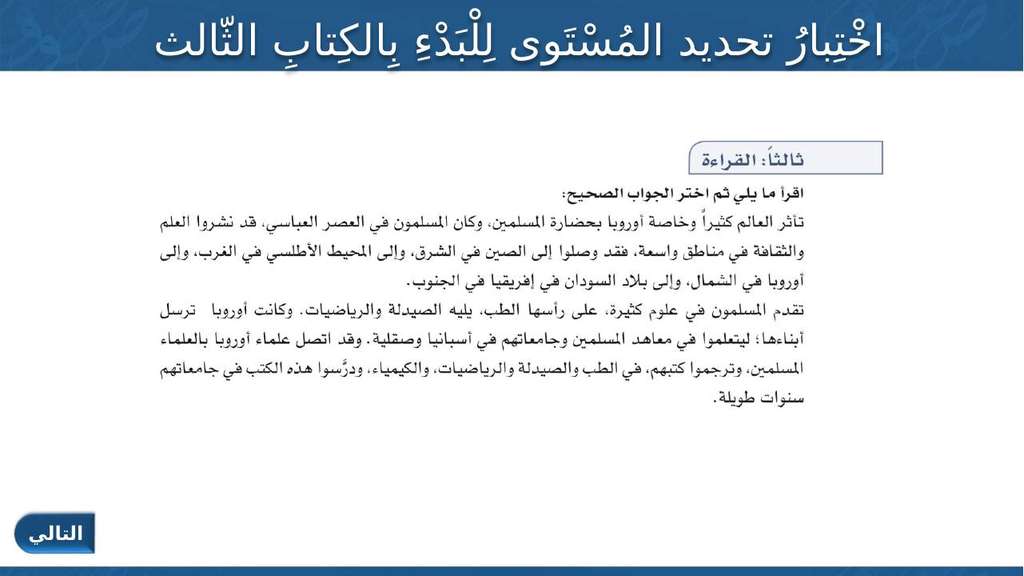 اخْتِبارُ تحديد المُسْتَوى لِلْبَدْءِ بِالكِتابِ الثّالث
ثالثاً: القراءة
اقرأ ما يلي ثم اختر الجواب الصحيح:
تأثر العالم كثيراً وخاصة أوروبا بحضارة المسلمين، وكان المسلمون في العصر العباسي، قد نشروا العلم
والثقافة في مناطق واسعة، فقد وصلوا إلى الصين في الشرق، وإلى المحيط الأطلسي في الغرب، وإلى
أوروبا في الشمال، وإلى بلاد السودان في إفريقيا في الجنوب.
تقدم المسلمون في علوم كثيرة، على رأسها الطب، يليه الصيدلة والرياضيات. وكانت أوروبا ترسل
أبناءها؛ ليتعلموا في معاهد المسلمين وجامعاتهم في أسبانيا وصقلية. وقد اتصل علماء أوروبا بالعلماء
المسلمين، وترجموا كتبهم، في الطب والصيدلة والرياضيات، والكيمياء، ودرَّسوا هذه الكتب في جامعاتهم
سنوات طويلة.
التالي